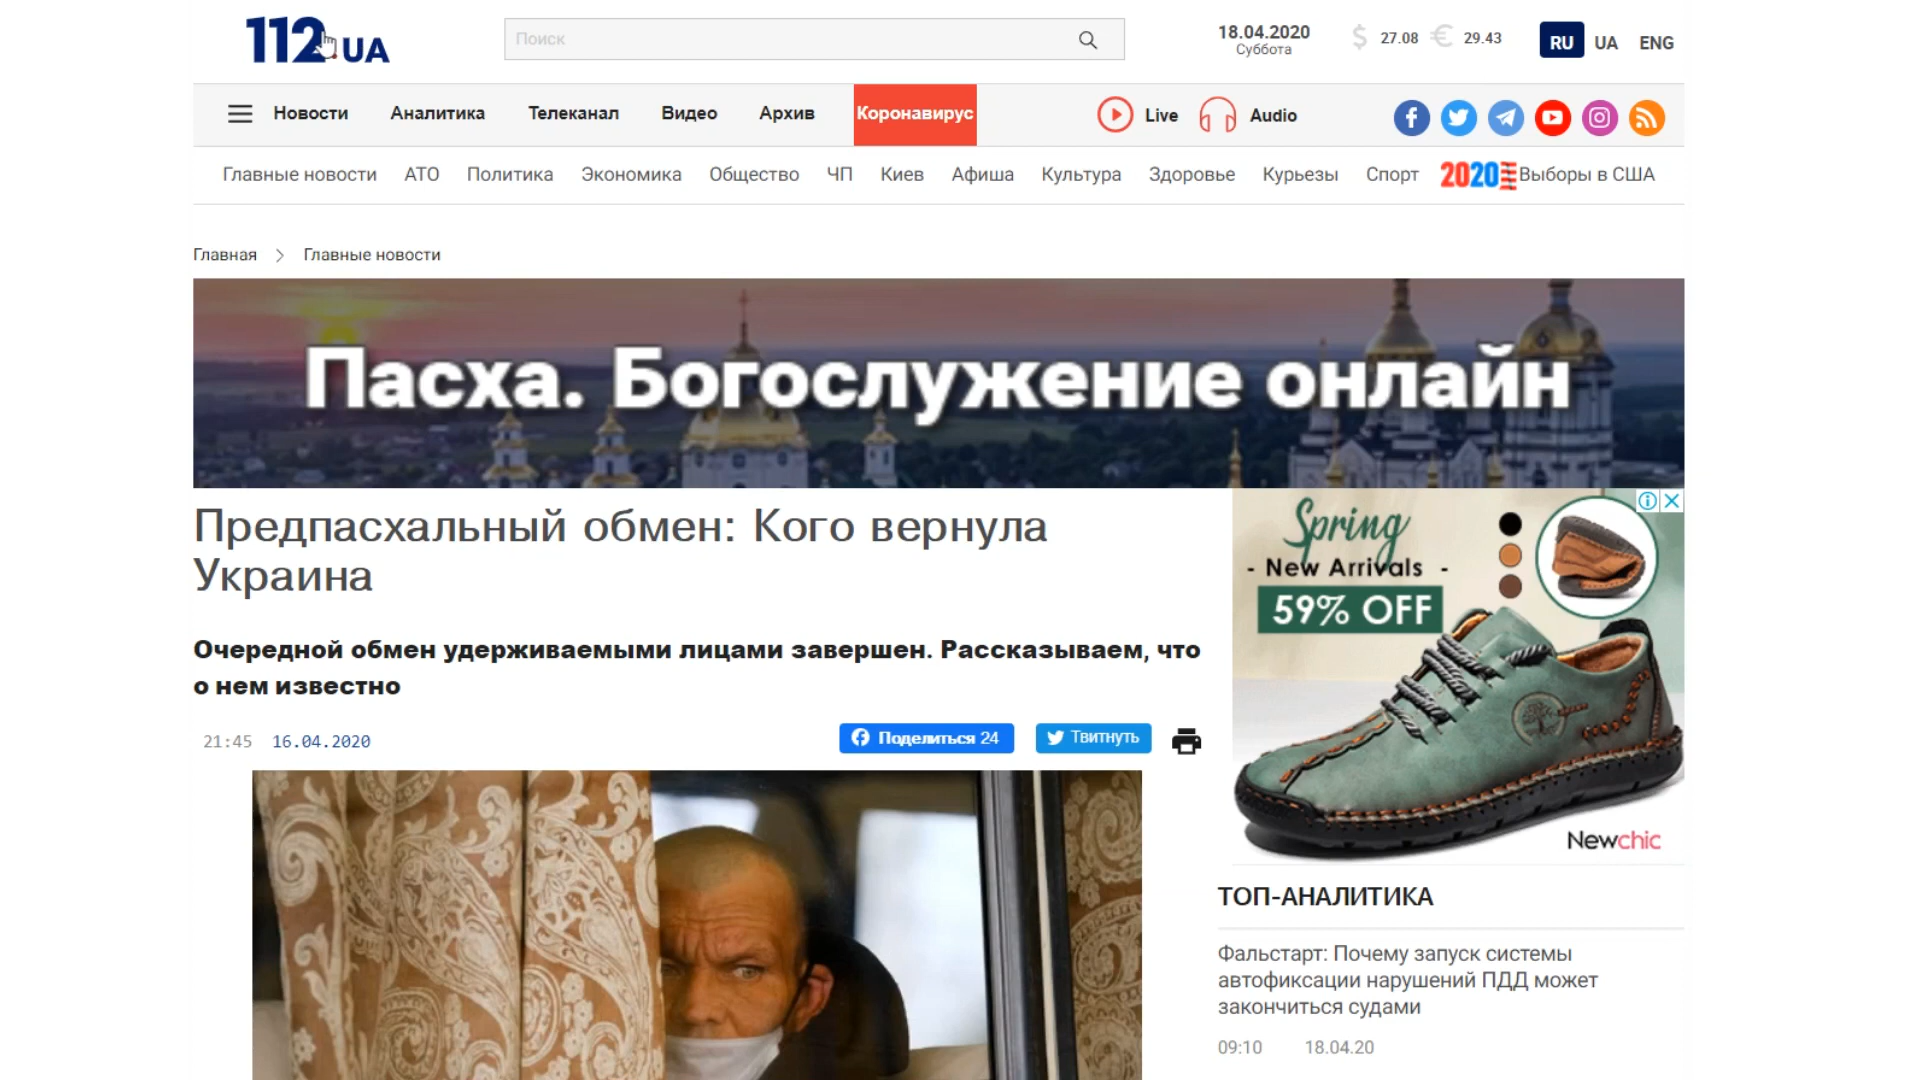 112.UA
Поиск
18.04.2020
Суббота
$ 27.08 € 29.43
RU UA ENG
Новости Аналитика Телеканал Видео Архив Коронавирус Live Audio
Главные новости АТО Политика Экономика Общество ЧП Киев Афиша Культура Здоровье Курьезы Спорт 2020 Выборы в США
Главная > Главные новости
Пасха. Богослужение онлайн
Предпасхальный обмен: Кого вернула
Украина
Очередной обмен удерживаемыми лицами завершен. Рассказываем, что
о нем известно
21:45 16.04.2020
Поделиться 24
Твитнуть
Spring
- New Arrivals -
59% OFF
Newchic
ТОП-АНАЛИТИКА
Фальстарт: Почему запуск системы
автофиксации нарушений ПДД может
закончиться судами
09:10 18.04.20